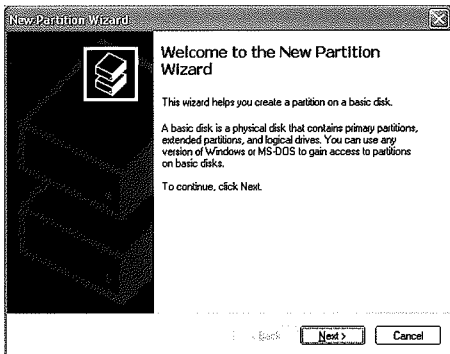 New Partition Wizard
Welcome to the New Partition
Wizard
This wizard helps you create a partition on a basic disk.
A basic disk is a physical disk that contains primary partitions,
extended partitions, and logical drives. You can use any
version of Windows or MS-DOS to gain access to partitions
on basic disks.
To continue, click Next.
< Back
Next >
Cancel